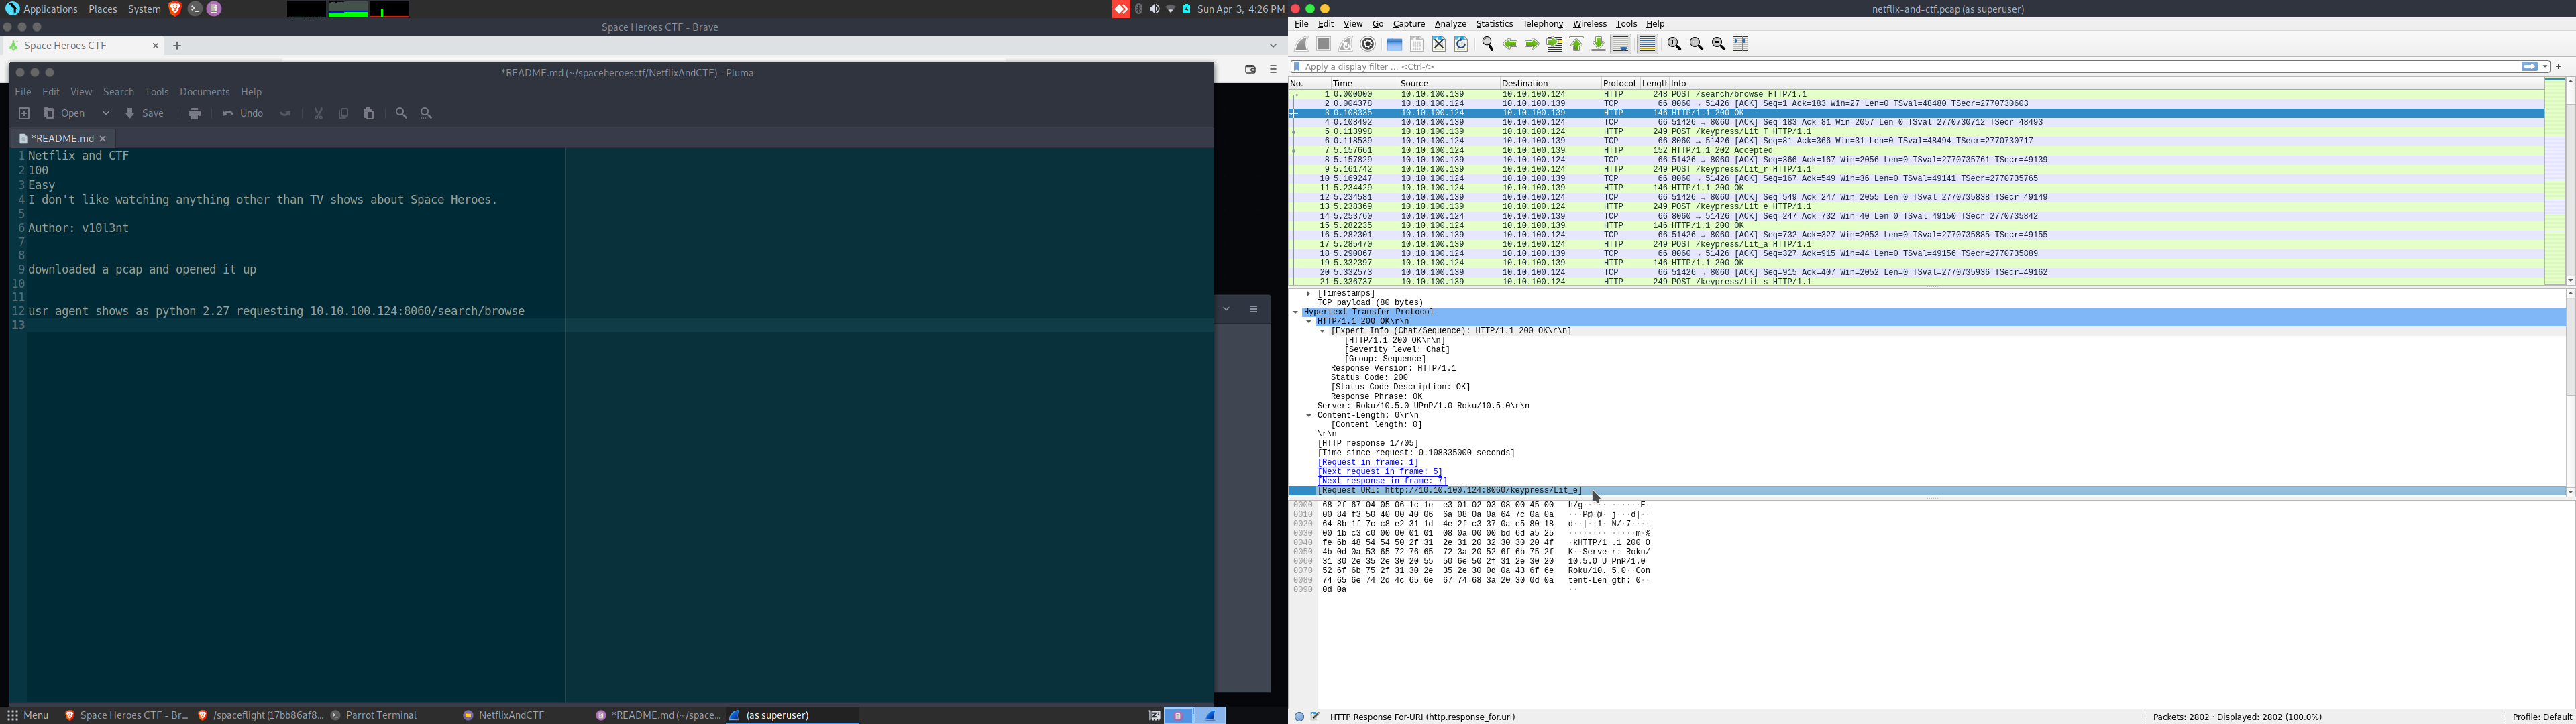 Applications Places System
Sun Apr 3, 4:26 PM
Space Heroes CTF - Brave
Space Heroes CTF
*README.md (~/spaceheroesctf/NetflixAndCTF) - Pluma
File Edit View Search Tools Documents Help
Open Save Undo
*README.md
1 Netflix and CTF
2 100
3 Easy
4 I don't like watching anything other than TV shows about Space Heroes.
5
6 Author: v10l3nt
7
8
9 downloaded a pcap and opened it up
10
11
12 usr agent shows as python 2.27 requesting 10.10.100.124:8060/search/browse
13
Menu Space Heroes CTF - Br... /spaceflight (17bb86af8... Parrot Terminal NetflixAndCTF *README.md (~/space... (as superuser)
netflix-and-ctf.pcap (as superuser)
File Edit View Go Capture Analyze Statistics Telephony Wireless Tools Help
Apply a display filter ... <Ctrl-/>
No. Time Source Destination Protocol Length Info
1 0.000000 10.10.100.139 10.10.100.124 HTTP 248 POST /search/browse HTTP/1.1
2 0.004378 10.10.100.124 10.10.100.139 TCP 66 8060 → 51426 [ACK] Seq=1 Ack=183 Win=27 Len=0 TSval=48480 TSecr=2770730603
3 0.108335 10.10.100.124 10.10.100.139 HTTP 146 HTTP/1.1 200 OK
4 0.108492 10.10.100.139 10.10.100.124 TCP 66 51426 → 8060 [ACK] Seq=183 Ack=81 Win=2057 Len=0 TSval=2770730712 TSecr=48493
5 0.113998 10.10.100.139 10.10.100.124 HTTP 249 POST /keypress/Lit_T HTTP/1.1
6 0.118539 10.10.100.124 10.10.100.139 TCP 66 8060 → 51426 [ACK] Seq=81 Ack=366 Win=31 Len=0 TSval=48494 TSecr=2770730717
7 5.157661 10.10.100.124 10.10.100.139 HTTP 152 HTTP/1.1 202 Accepted
8 5.157829 10.10.100.139 10.10.100.124 TCP 66 51426 → 8060 [ACK] Seq=366 Ack=167 Win=2056 Len=0 TSval=2770735761 TSecr=49139
9 5.161742 10.10.100.139 10.10.100.124 HTTP 249 POST /keypress/Lit_r HTTP/1.1
10 5.169247 10.10.100.124 10.10.100.139 TCP 66 8060 → 51426 [ACK] Seq=167 Ack=549 Win=36 Len=0 TSval=49141 TSecr=2770735765
11 5.234429 10.10.100.124 10.10.100.139 HTTP 146 HTTP/1.1 200 OK
12 5.234581 10.10.100.139 10.10.100.124 TCP 66 51426 → 8060 [ACK] Seq=549 Ack=247 Win=2055 Len=0 TSval=2770735838 TSecr=49149
13 5.238369 10.10.100.139 10.10.100.124 HTTP 249 POST /keypress/Lit_e HTTP/1.1
14 5.253760 10.10.100.124 10.10.100.139 TCP 66 8060 → 51426 [ACK] Seq=247 Ack=732 Win=40 Len=0 TSval=49150 TSecr=2770735842
15 5.282235 10.10.100.124 10.10.100.139 HTTP 146 HTTP/1.1 200 OK
16 5.282301 10.10.100.139 10.10.100.124 TCP 66 51426 → 8060 [ACK] Seq=732 Ack=327 Win=2053 Len=0 TSval=2770735885 TSecr=49155
17 5.285470 10.10.100.139 10.10.100.124 HTTP 249 POST /keypress/Lit_a HTTP/1.1
18 5.290067 10.10.100.124 10.10.100.139 TCP 66 8060 → 51426 [ACK] Seq=327 Ack=915 Win=44 Len=0 TSval=49156 TSecr=2770735889
19 5.332397 10.10.100.124 10.10.100.139 HTTP 146 HTTP/1.1 200 OK
20 5.332573 10.10.100.139 10.10.100.124 TCP 66 51426 → 8060 [ACK] Seq=915 Ack=407 Win=2052 Len=0 TSval=2770735936 TSecr=49162
21 5.336737 10.10.100.139 10.10.100.124 HTTP 249 POST /keypress/Lit_s HTTP/1.1
[Timestamps]
TCP payload (80 bytes)
Hypertext Transfer Protocol
HTTP/1.1 200 OK\r\n
[Expert Info (Chat/Sequence): HTTP/1.1 200 OK\r\n]
[HTTP/1.1 200 OK\r\n]
[Severity level: Chat]
[Group: Sequence]
Response Version: HTTP/1.1
Status Code: 200
[Status Code Description: OK]
Response Phrase: OK
Server: Roku/10.5.0 UPnP/1.0 Roku/10.5.0\r\n
Content-Length: 0\r\n
[Content length: 0]
\r\n
[HTTP response 1/705]
[Time since request: 0.108335000 seconds]
[Request in frame: 1]
[Next request in frame: 5]
[Next response in frame: 7]
[Request URI: http://10.10.100.124:8060/keypress/Lit_e]
0000 68 2f 67 04 05 06 1c 1e e3 01 02 03 08 00 45 00 h/g·············E·
0010 00 84 f3 50 40 00 40 06 6a 08 0a 0a 64 7c 0a 0a ···P@·@· j···d|··
0020 64 8b 1f 7c c8 e2 31 1d 4e 2f c3 37 0a e5 80 18 d··|··1· N/·7····
0030 00 1b c3 c0 00 00 01 01 08 0a 00 00 bd 6d a5 25 ········ ·····m·%
0040 fe 6b 48 54 54 50 2f 31 2e 31 20 32 30 30 20 4f ·kHTTP/1 .1 200 O
0050 4b 0d 0a 53 65 72 76 65 72 3a 20 52 6f 6b 75 2f K··Serve r: Roku/
0060 31 30 2e 35 2e 30 20 55 50 6e 50 2f 31 2e 30 20 10.5.0 U PnP/1.0
0070 52 6f 6b 75 2f 31 30 2e 35 2e 30 0d 0a 43 6f 6e Roku/10. 5.0··Con
0080 74 65 6e 74 2d 4c 65 6e 67 74 68 3a 20 30 0d 0a tent-Len gth: 0··
0090 0d 0a ··
HTTP Response For-URI (http.response_for.uri)
Packets: 2802 · Displayed: 2802 (100.0%)
Profile: Default